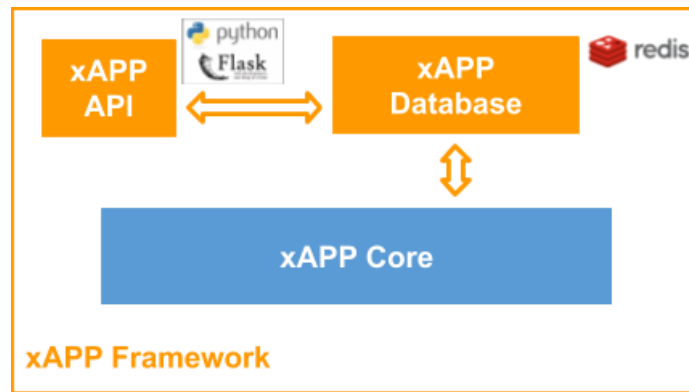 python
Flask
xAPP
API
xAPP
Database
redis
xAPP Core
xAPP Framework